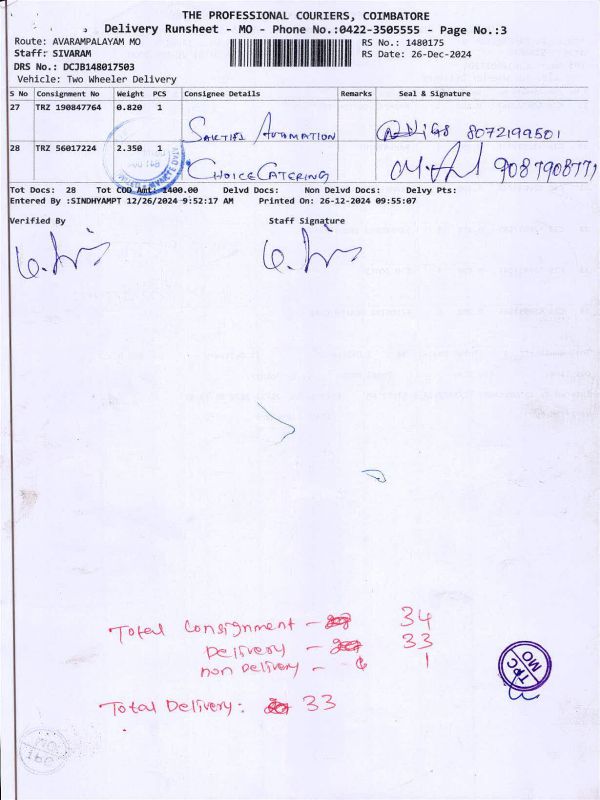 THE PROFESSIONAL COURIERS, COIMBATORE
Delivery Runsheet - MO - Phone No.:0422-3505555 - Page No.:3
Route: AVARAMPALAYAM MO RS No.: 1480175
Staff: SIVARAM RS Date: 26-Dec-2024
DRS No.: DCJB148017503
Vehicle: Two Wheeler Delivery
S No Consignment No Weight PCS Consignee Details Remarks Seal & Signature
27 TRZ 190847764 0.820 1
SAKTHI AUTAMATION 8072199501
28 TRZ 56017224 2.350 1
CHOICE CATERING 9087908771
Tot Docs: 28 Tot COD Amt: 1400.00 Delvd Docs: Non Delvd Docs: Delvy Pts:
Entered By :SINDHYAMPT 12/26/2024 9:52:17 AM Printed On: 26-12-2024 09:55:07
Verified By Staff Signature
Total Consignment - 34
Delivery - 33
non Delivery - 1
TPC
MO
Total Delivery: 33